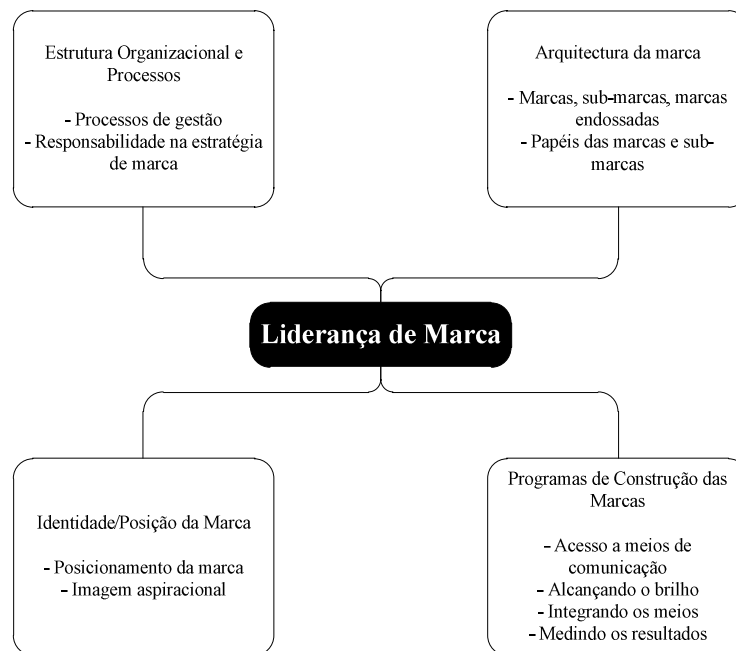 Estrutura Organizacional e
Processos
- Processos de gestão
- Responsabilidade na estratégia
de marca
Arquitectura da marca
- Marcas, sub-marcas, marcas
endossadas
- Papéis das marcas e sub-
marcas
Liderança de Marca
Identidade/Posição da Marca
- Posicionamento da marca
- Imagem aspiracional
Programas de Construção das
Marcas
- Acesso a meios de
comunicação
- Alcançando o brilho
- Integrando os meios
- Medindo os resultados